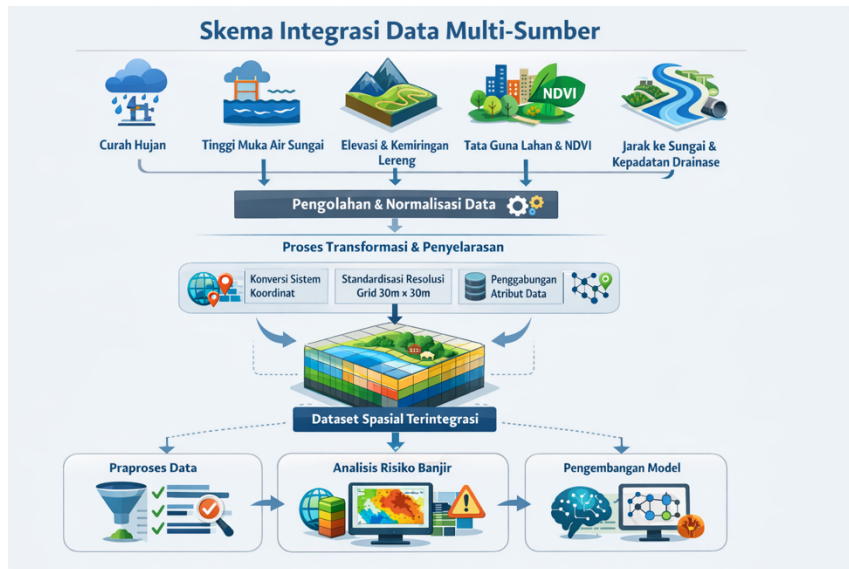 Skema Integrasi Data Multi-Sumber
NDVI
Curah Hujan
Tinggi Muka Air Sungai
Elevasi & Kemiringan
Lereng
Tata Guna Lahan & NDVI
Jarak ke Sungai &
Kepadatan Drainase
Pengolahan & Normalisasi Data
Proses Transformasi & Penyelarasan
Konversi Sistem
Koordinat
Standardisasi Resolusi
Grid 30m x 30m
Penggabungan
Atribut Data
Dataset Spasial Terintegrasi
Praproses Data
Analisis Risiko Banjir
Pengembangan Model